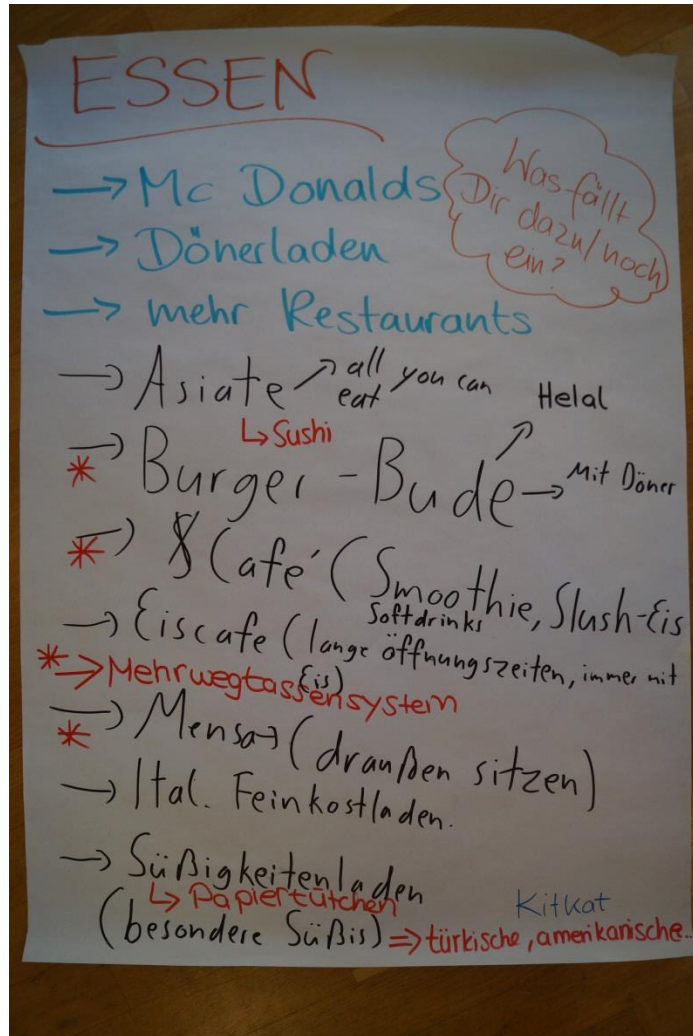 ESSEN
Was fällt
Dir dazu/noch
ein?
→ Mc Donalds
→ Dönerladen
→ mehr Restaurants
→ Asiate ↗ all you can
eat
↳ Sushi
Helal
* → Burger-Bude → Mit Döner
* → Café (Smoothie, Slush-Eis
Softdrinks
→ Eiscafe (lange öffnungszeiten, immer mit
Eis)
* → Mehrwegtassensystem
* → Mensa → (draußen sitzen)
→ Ital. Feinkostladen.
→ Süßigkeitenladen
↳ Papiertütchen
KitKat
(besondere Süßis) ⇒ türkische, amerikanische...